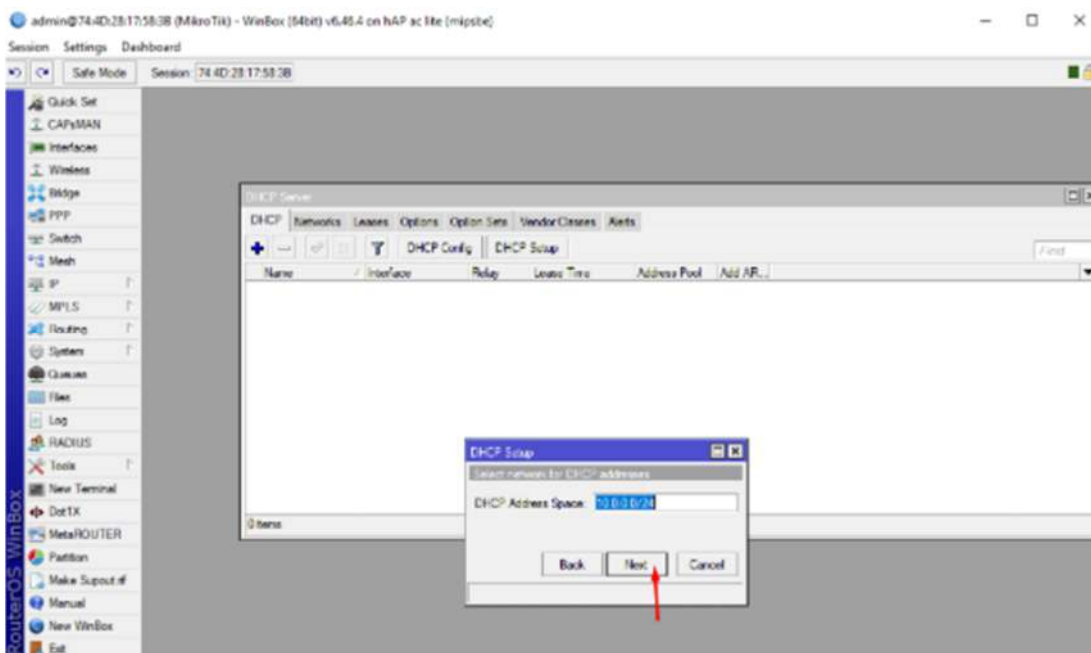 admin@74:4D:28:17:58:3B (MikroTik) - WinBox (64bit) v6.46.4 on hAP ac lite (mipsbe)
Session Settings Dashboard
Safe Mode Session: 74:4D:28:17:58:3B
Quick Set
CAPsMAN
Interfaces
Wireless
Bridge
PPP
Switch
Mesh
IP
MPLS
Routing
System
Queues
Files
Log
RADIUS
Tools
New Terminal
Dot1X
MetaROUTER
Partition
Make Supout.rif
Manual
New WinBox
Exit
RouterOS WinBox
DHCP Server
DHCP Networks Leases Options Option Sets Vendor Classes Alerts
DHCP Config DHCP Setup Find
Name Interface Relay Lease Time Address Pool Add AR...
0 items
DHCP Setup
Select network for DHCP addresses
DHCP Address Space: 10.0.0.0/24
Back Next Cancel